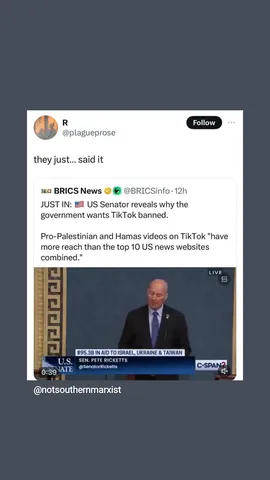 R
Follow
@plagueprose
they just... said it
BRICS News @BRICSinfo · 12h
JUST IN: 🇺🇸 US Senator reveals why the
government wants TikTok banned.
Pro-Palestinian and Hamas videos on TikTok "have
more reach than the top 10 US news websites
combined."
LIVE
$95.3B IN AID TO ISRAEL, UKRAINE & TAIWAN
U.S.
SENATE
SEN. PETE RICKETTS
@SenatorRicketts
C-SPAN2
0:39
@notsouthernmarxist